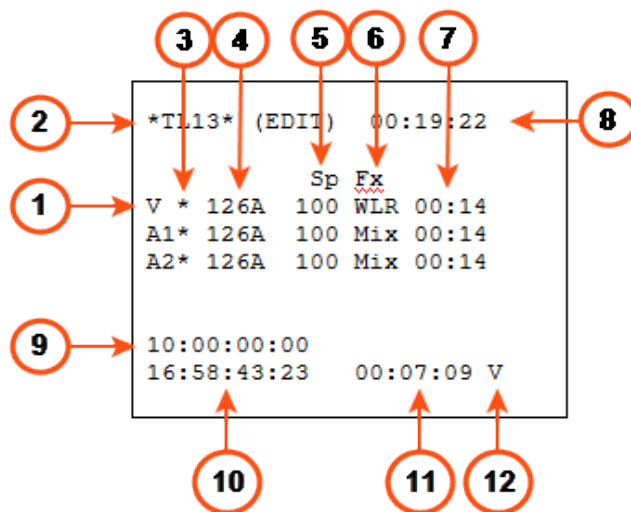 3 4 5 6 7
2 *TL13* (EDIT) 00:19:22 8
Sp Fx
1 V * 126A 100 WLR 00:14
A1* 126A 100 Mix 00:14
A2* 126A 100 Mix 00:14
9 10:00:00:00
16:58:43:23 00:07:09 V
10 11 12